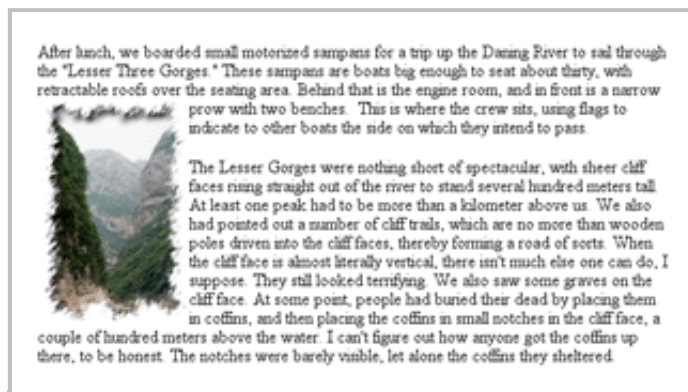 After lunch, we boarded small motorized sampans for a trip up the Daning River to sail through
the "Lesser Three Gorges." These sampans are boats big enough to seat about thirty, with
retractable roofs over the seating area. Behind that is the engine room, and in front is a narrow
prow with two benches. This is where the crew sits, using flags to
indicate to other boats the side on which they intend to pass.
The Lesser Gorges were nothing short of spectacular, with sheer cliff
faces rising straight out of the river to stand several hundred meters tall.
At least one peak had to be more than a kilometer above us. We also
had pointed out a number of cliff trails, which are no more than wooden
poles driven into the cliff faces, thereby forming a road of sorts. When
the cliff face is almost literally vertical, there isn't much else one can do, I
suppose. They still looked terrifying. We also saw some graves on the
cliff face. At some point, people had buried their dead by placing them
in coffins, and then placing the coffins in small notches in the cliff face, a
couple of hundred meters above the water. I can't figure out how anyone got the coffins up
there, to be honest. The notches were barely visible, let alone the coffins they sheltered.